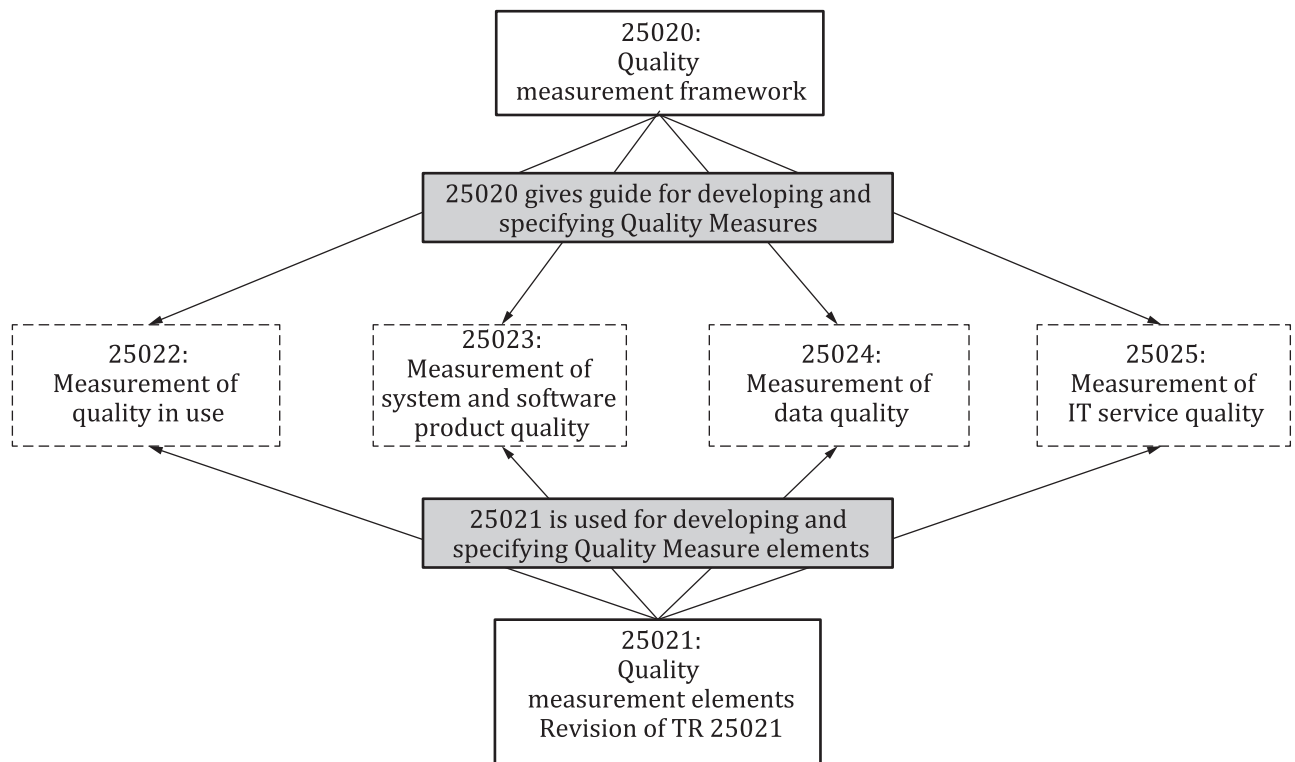 25020:
Quality
measurement framework
25020 gives guide for developing and
specifying Quality Measures
25022:
Measurement of
quality in use
25023:
Measurement of
system and software
product quality
25024:
Measurement of
data quality
25025:
Measurement of
IT service quality
25021 is used for developing and
specifying Quality Measure elements
25021:
Quality
measurement elements
Revision of TR 25021